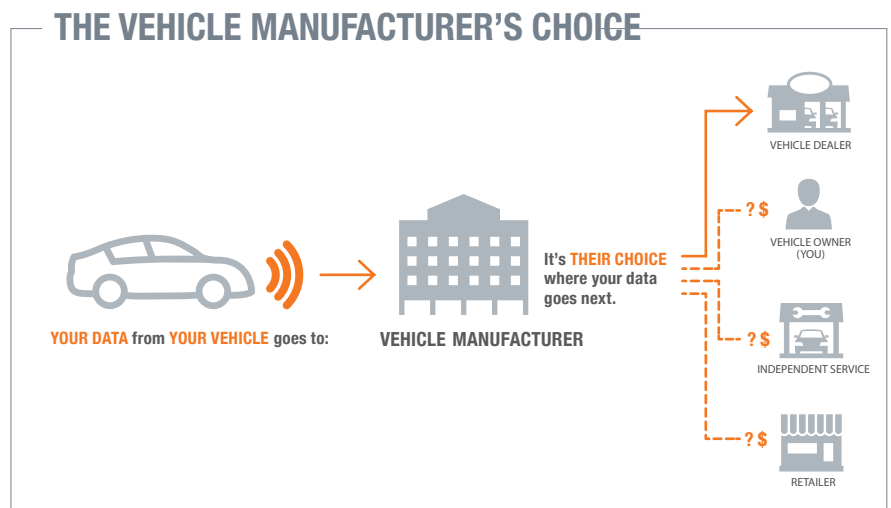 THE VEHICLE MANUFACTURER'S CHOICE
VEHICLE DEALER
? $
VEHICLE OWNER
(YOU)
It's THEIR CHOICE
where your data
goes next.
YOUR DATA from YOUR VEHICLE goes to:
VEHICLE MANUFACTURER
? $
INDEPENDENT SERVICE
? $
RETAILER